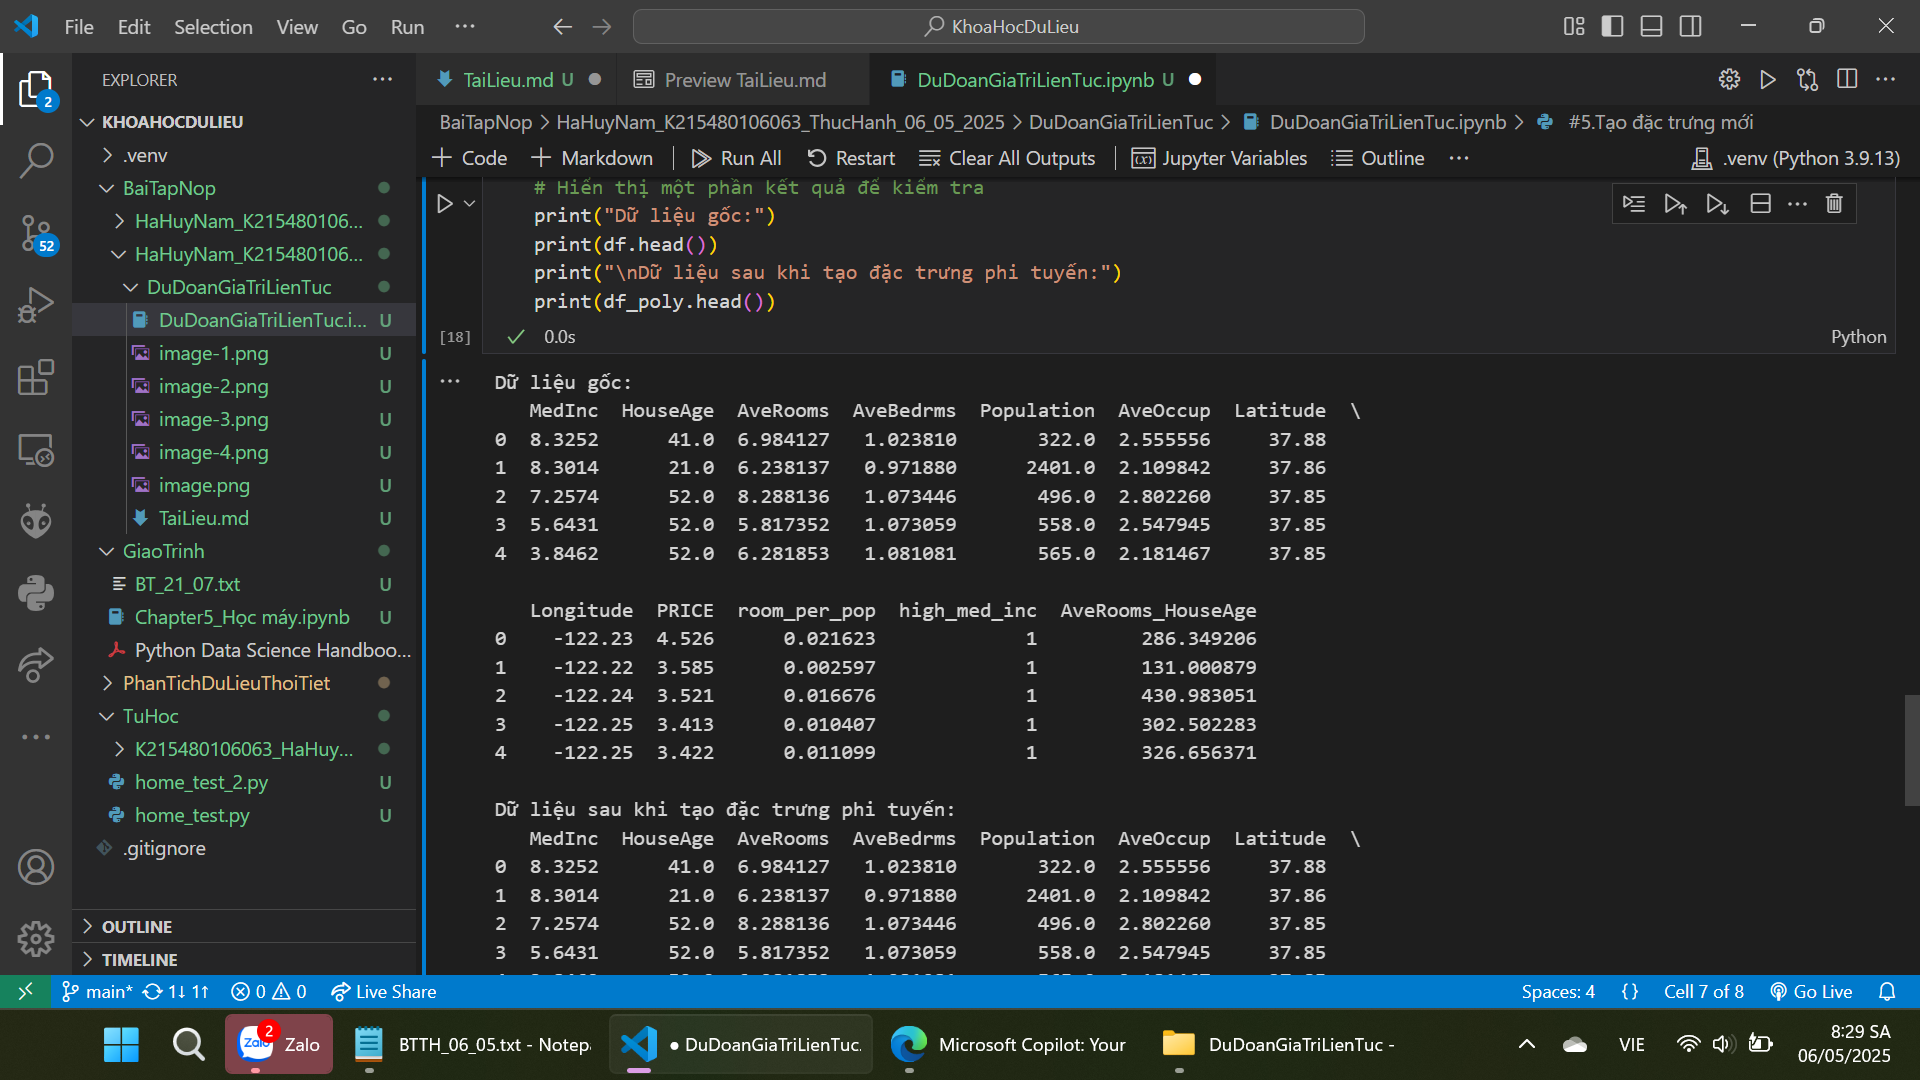 File Edit Selection View Go Run ··· KhoaHocDuLieu
EXPLORER ···
2
52
KHOAHOCDULIEU
.venv
BaiTapNop
HaHuyNam_K215480106...
HaHuyNam_K215480106...
DuDoanGiaTriLienTuc
DuDoanGiaTriLienTuc.i... U
image-1.png U
image-2.png U
image-3.png U
image-4.png U
image.png U
TaiLieu.md U
GiaoTrinh
BT_21_07.txt U
Chapter5_Học máy.ipynb U
Python Data Science Handboo...
PhanTichDuLieuThoiTiet
TuHoc
K215480106063_HaHuy...
home_test_2.py U
home_test.py U
.gitignore
OUTLINE
TIMELINE
TaiLieu.md U Preview TaiLieu.md DuDoanGiaTriLienTuc.ipynb U
BaiTapNop > HaHuyNam_K215480106063_ThucHanh_06_05_2025 > DuDoanGiaTriLienTuc > DuDoanGiaTriLienTuc.ipynb > #5.Tạo đặc trưng mới
+ Code + Markdown Run All Restart Clear All Outputs Jupyter Variables Outline ··· .venv (Python 3.9.13)
# Hiển thị một phần kết quả để kiểm tra
print("Dữ liệu gốc:")
print(df.head())
print("\nDữ liệu sau khi tạo đặc trưng phi tuyến:")
print(df_poly.head())
[18] 0.0s Python
Dữ liệu gốc:
MedInc HouseAge AveRooms AveBedrms Population AveOccup Latitude \
0 8.3252 41.0 6.984127 1.023810 322.0 2.555556 37.88
1 8.3014 21.0 6.238137 0.971880 2401.0 2.109842 37.86
2 7.2574 52.0 8.288136 1.073446 496.0 2.802260 37.85
3 5.6431 52.0 5.817352 1.073059 558.0 2.547945 37.85
4 3.8462 52.0 6.281853 1.081081 565.0 2.181467 37.85
Longitude PRICE room_per_pop high_med_inc AveRooms_HouseAge
0 -122.23 4.526 0.021623 1 286.349206
1 -122.22 3.585 0.002597 1 131.000879
2 -122.24 3.521 0.016676 1 430.983051
3 -122.25 3.413 0.010407 1 302.502283
4 -122.25 3.422 0.011099 1 326.656371
Dữ liệu sau khi tạo đặc trưng phi tuyến:
MedInc HouseAge AveRooms AveBedrms Population AveOccup Latitude \
0 8.3252 41.0 6.984127 1.023810 322.0 2.555556 37.88
1 8.3014 21.0 6.238137 0.971880 2401.0 2.109842 37.86
2 7.2574 52.0 8.288136 1.073446 496.0 2.802260 37.85
3 5.6431 52.0 5.817352 1.073059 558.0 2.547945 37.85
main* 1↓ 1↑ 0 0 Live Share Spaces: 4 {} Cell 7 of 8 Go Live
2 Zalo Zalo BTTH_06_05.txt - Notep DuDoanGiaTriLienTuc. Microsoft Copilot: Your DuDoanGiaTriLienTuc - VIE 8:29 SA
06/05/2025